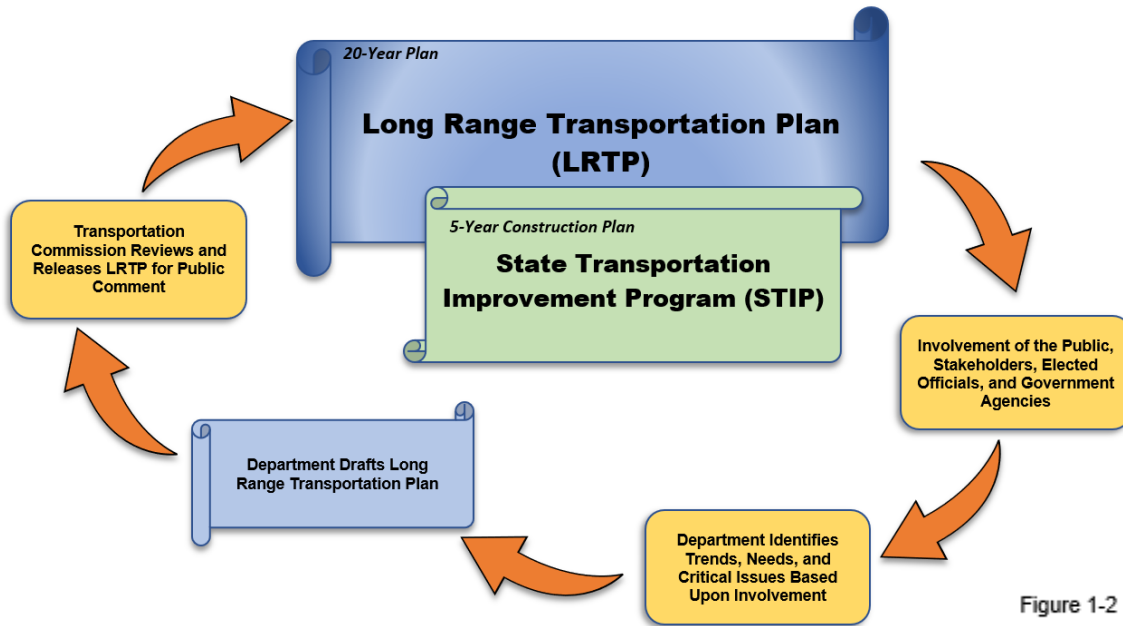 20-Year Plan
Long Range Transportation Plan
(LRTP)
5-Year Construction Plan
State Transportation
Improvement Program (STIP)
Involvement of the Public,
Stakeholders, Elected
Officials, and Government
Agencies
Department Identifies
Trends, Needs, and
Critical Issues Based
Upon Involvement
Department Drafts Long
Range Transportation Plan
Transportation
Commission Reviews and
Releases LRTP for Public
Comment
Figure 1-2